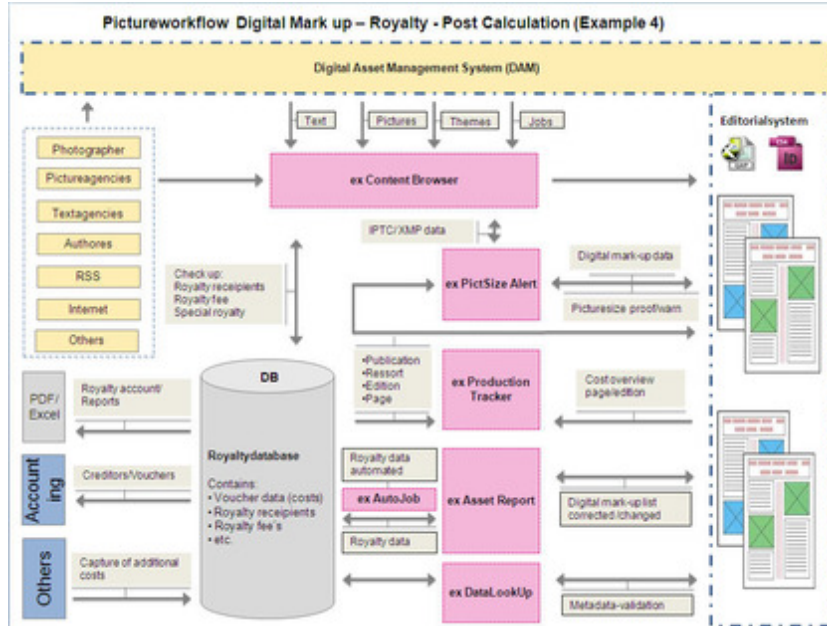 Pictureworkflow Digital Mark up – Royalty - Post Calculation (Example 4)
Digital Asset Management System (DAM)
Text
Pictures
Themes
Jobs
Editorialsystem
Photographer
Pictureagencies
Textagencies
Authores
RSS
Internet
Others
ex Content Browser
IPTC/XMP data
Check up:
Royalty receipients
Royalty fee
Special royalty
ex PictSize Alert
Digital mark-up data
Picturesize proof/warn
•Publication
•Ressort
•Edition
•Page
ex Production
Tracker
Cost overview
page/edition
DB
Royaltydatabase
Contains:
• Voucher data (costs)
• Royalty receipients
• Royalty fee´s
• etc.
PDF/
Excel
Royalty account/
Reports
Account
ing
Creditors/Vouchers
Others
Capture of additional
costs
Royalty data
automated
ex AutoJob
Royalty data
ex Asset Report
Digital mark-up list
corrected/changed
ex DataLookUp
Metadata-validation